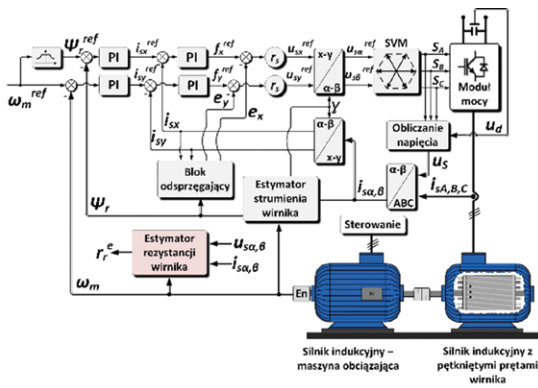 Ψr ref
PI
isx ref
PI
fx ref
rs
usx ref
x-y
α-β
usα ref
SVM
SA
ωm ref
PI
isy ref
PI
fy ref
rs
usy ref
usβ ref
SB
SC
Moduł
mocy
ey
ex
γ
isx
isy
α-β
x-y
Obliczanie
napięcia
ud
uS
Blok
odsprzęgający
Estymator
strumienia
wirnika
isα,β
α-β
ABC
isA,B,C
Ψr
Sterowanie
rr e
Estymator
rezystancji
wirnika
usα,β
isα,β
ωm
En
Silnik indukcyjny –
maszyna obciążająca
Silnik indukcyjny z
pętkniętymi prętami
wirnika